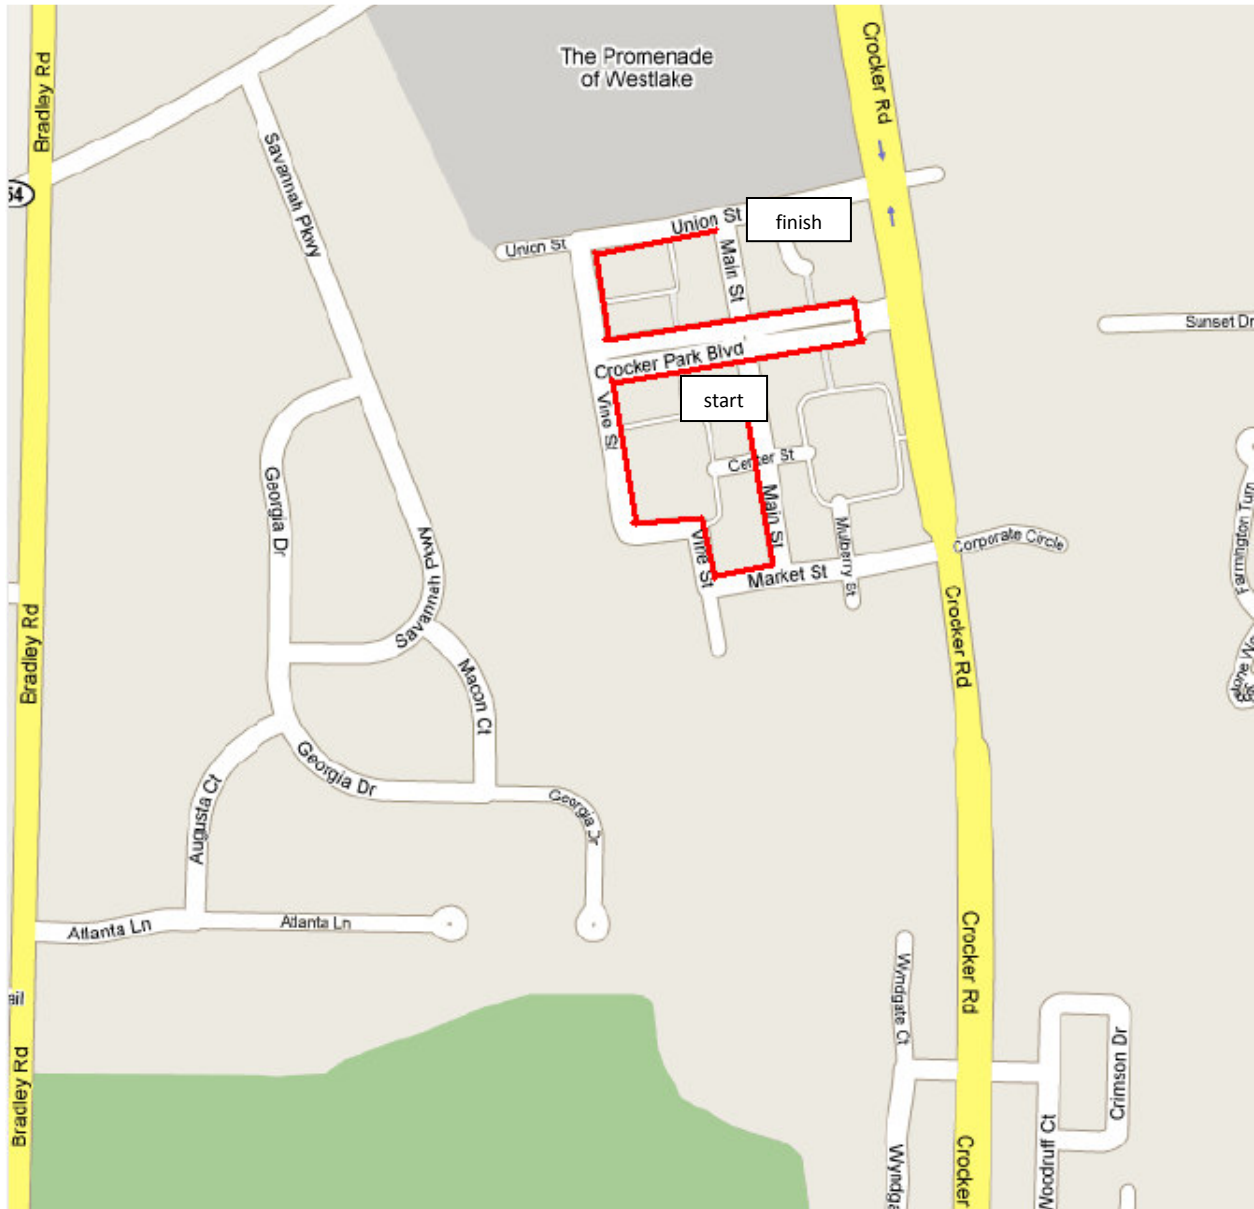 The Promenade
of Westlake
Crocker Rd
Bradley Rd
Savannah Pkwy
54
Union St
Union St
finish
Main St
Sunset Dr
Crocker Park Blvd
start
Vine St
Center St
Main St
Mulberry St
Corporate Circle
Farmington Turn
Georgia Dr
Savannah Pkwy
Vine St
Market St
Crocker Rd
Bradley Rd
Macon Ct
Georgia Dr
Augusta Ct
Georgia Dr
Atlanta Ln
Atlanta Ln
Crocker Rd
Wyndgate Ct
ail
Crimson Dr
Bradley Rd
Woodruff Ct
Wyndga
Crocker